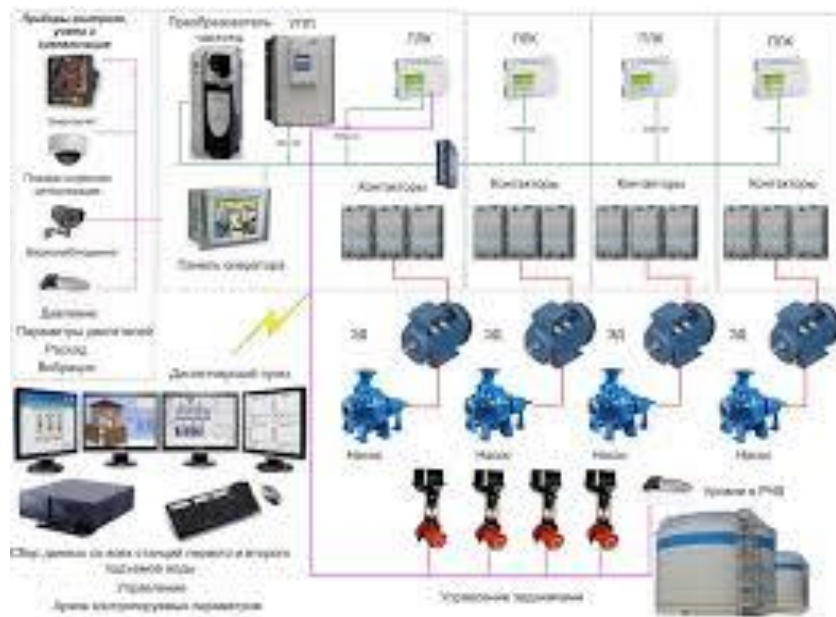 Приборы контроля,
учета и
сигнализации
Преобразователь
частоты
УПП
ПЛК
ПЛК
ПЛК
ПЛК
Контакторы
Контакторы
Контакторы
Контакторы
Видеонаблюдение
Панель оператора
Давление
Параметры двигателей
Расход
Вибрация
Диспетчерский пункт
ЭД
ЭД
ЭД
ЭД
Насос
Насос
Насос
Насос
Уровни в РЧВ
Сбор данных со всех станций первого и второго
подъемов воды
Управление
Архив контролируемых параметров
Управление задвижками